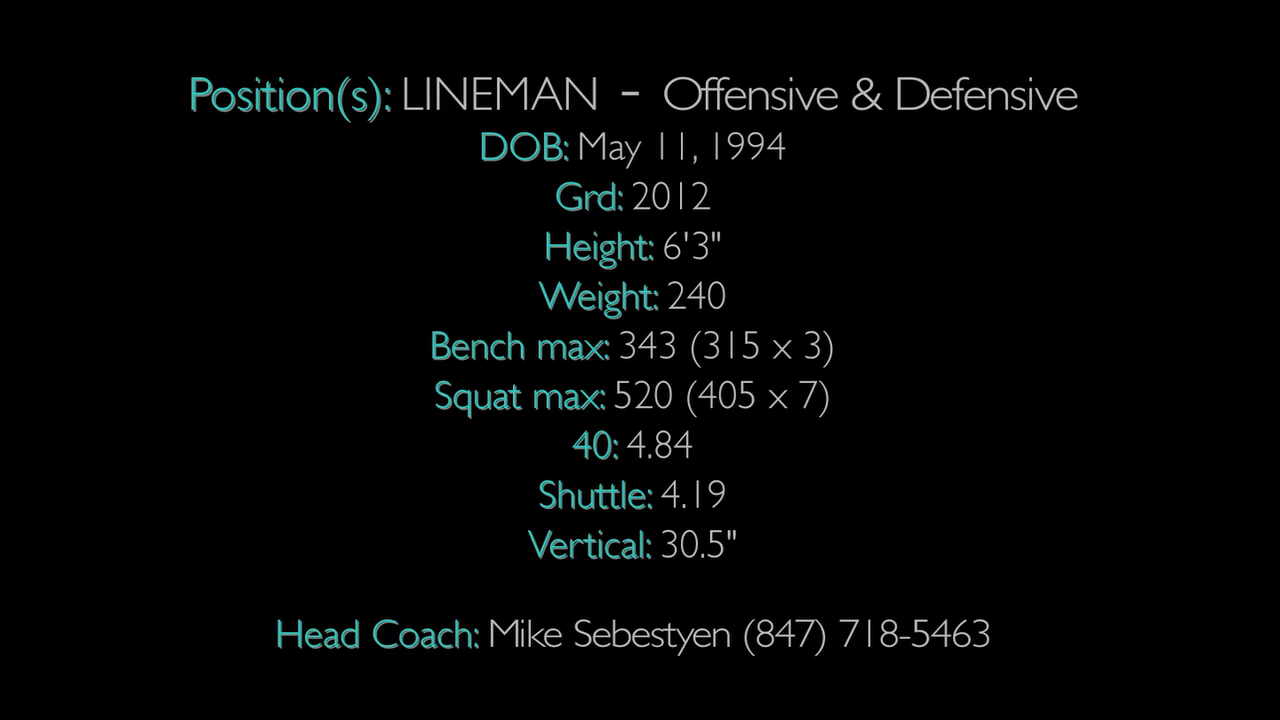 Position(s): LINEMAN - Offensive & Defensive
DOB: May 11, 1994
Grd: 2012
Height: 6'3"
Weight: 240
Bench max: 343 (315 x 3)
Squat max: 520 (405 x 7)
40: 4.84
Shuttle: 4.19
Vertical: 30.5"
Head Coach: Mike Sebestyen (847) 718-5463